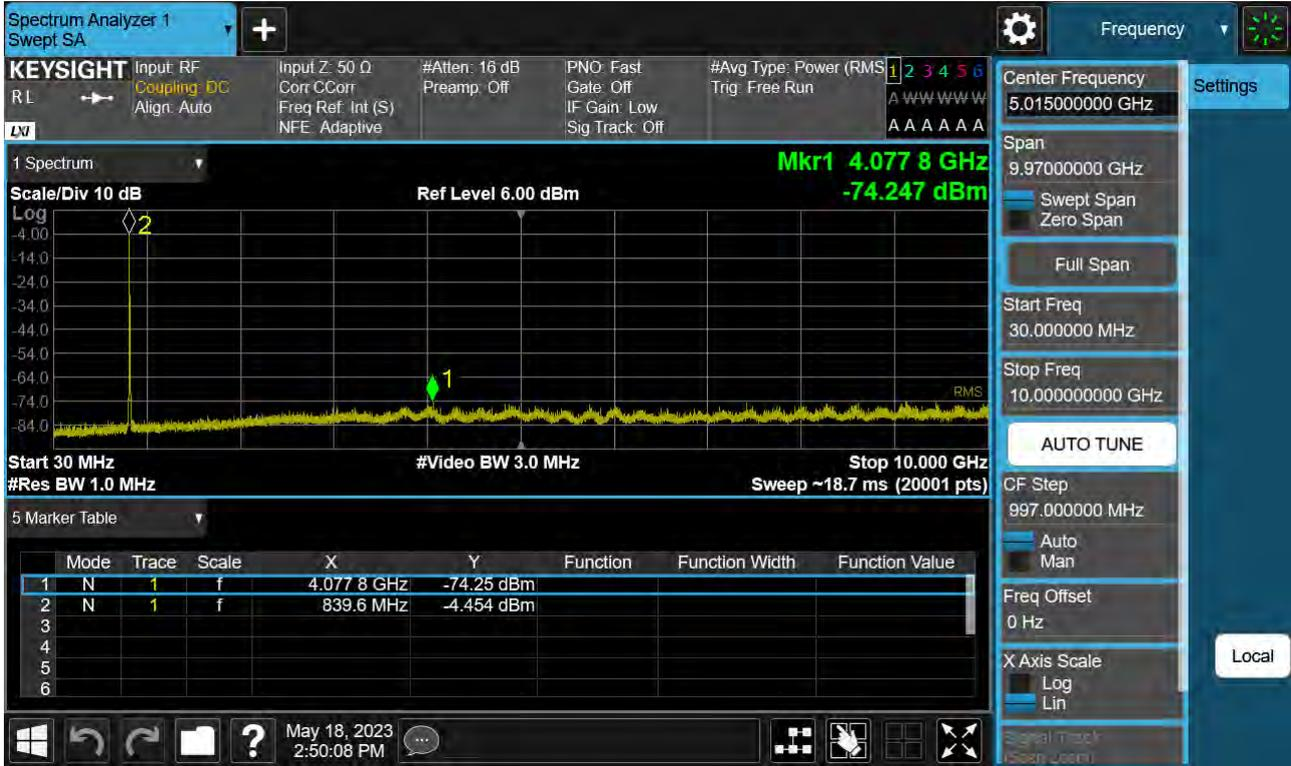 Spectrum Analyzer 1
Swept SA
+
Frequency
KEYSIGHT
RL
LXI
Input: RF
Coupling: DC
Align: Auto
Input Z: 50 Ω
Corr CCorr
Freq Ref: Int (S)
NFE: Adaptive
#Atten: 16 dB
Preamp: Off
PNO: Fast
Gate: Off
IF Gain: Low
Sig Track: Off
#Avg Type: Power (RMS
Trig: Free Run
1 2 3 4 5 6
A W W W W W
A A A A A A
1 Spectrum
Mkr1 4.077 8 GHz
-74.247 dBm
Scale/Div 10 dB
Ref Level 6.00 dBm
Log
-4.00
-14.0
-24.0
-34.0
-44.0
-54.0
-64.0
-74.0
-84.0
2
1
RMS
Start 30 MHz
#Video BW 3.0 MHz
Stop 10.000 GHz
#Res BW 1.0 MHz
Sweep ~18.7 ms (20001 pts)
5 Marker Table
Mode Trace Scale X Y Function Function Width Function Value
1 N 1 f 4.077 8 GHz -74.25 dBm
2 N 1 f 839.6 MHz -4.454 dBm
3
4
5
6
?
May 18, 2023
2:50:08 PM
Center Frequency
5.015000000 GHz
Settings
Span
9.97000000 GHz
Swept Span
Zero Span
Full Span
Start Freq
30.000000 MHz
Stop Freq
10.000000000 GHz
AUTO TUNE
CF Step
997.000000 MHz
Auto
Man
Freq Offset
0 Hz
X Axis Scale
Log
Lin
Local
Signal Track
(Span Zoom)